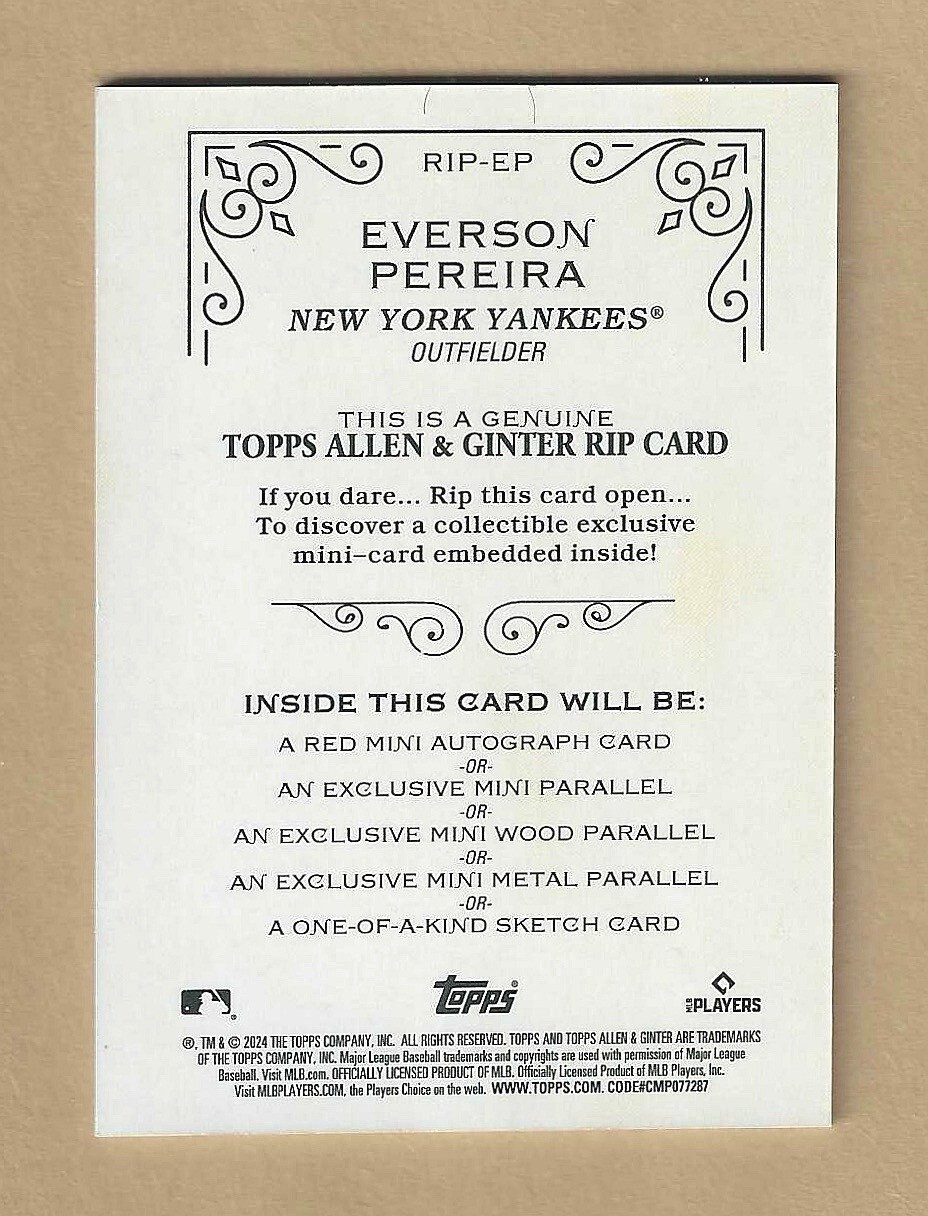 RIP-EP
EVERSON
PEREIRA
NEW YORK YANKEES®
OUTFIELDER
THIS IS A GENUINE
TOPPS ALLEN & GINTER RIP CARD
If you dare... Rip this card open...
To discover a collectible exclusive
mini-card embedded inside!
INSIDE THIS CARD WILL BE:
A RED MINI AUTOGRAPH CARD
-OR-
AN EXCLUSIVE MINI PARALLEL
-OR-
AN EXCLUSIVE MINI WOOD PARALLEL
-OR-
AN EXCLUSIVE MINI METAL PARALLEL
-OR-
A ONE-OF-A-KIND SKETCH CARD
Topps® MLB PLAYERS
®, TM & © 2024 THE TOPPS COMPANY, INC. ALL RIGHTS RESERVED. TOPPS AND TOPPS ALLEN & GINTER ARE TRADEMARKS
OF THE TOPPS COMPANY, INC. Major League Baseball trademarks and copyrights are used with permission of Major League
Baseball. Visit MLB.com. OFFICIALLY LICENSED PRODUCT OF MLB. Officially Licensed Product of MLB Players, Inc.
Visit MLBPLAYERS.COM, the Players Choice on the web. WWW.TOPPS.COM. CODE#CMP077287